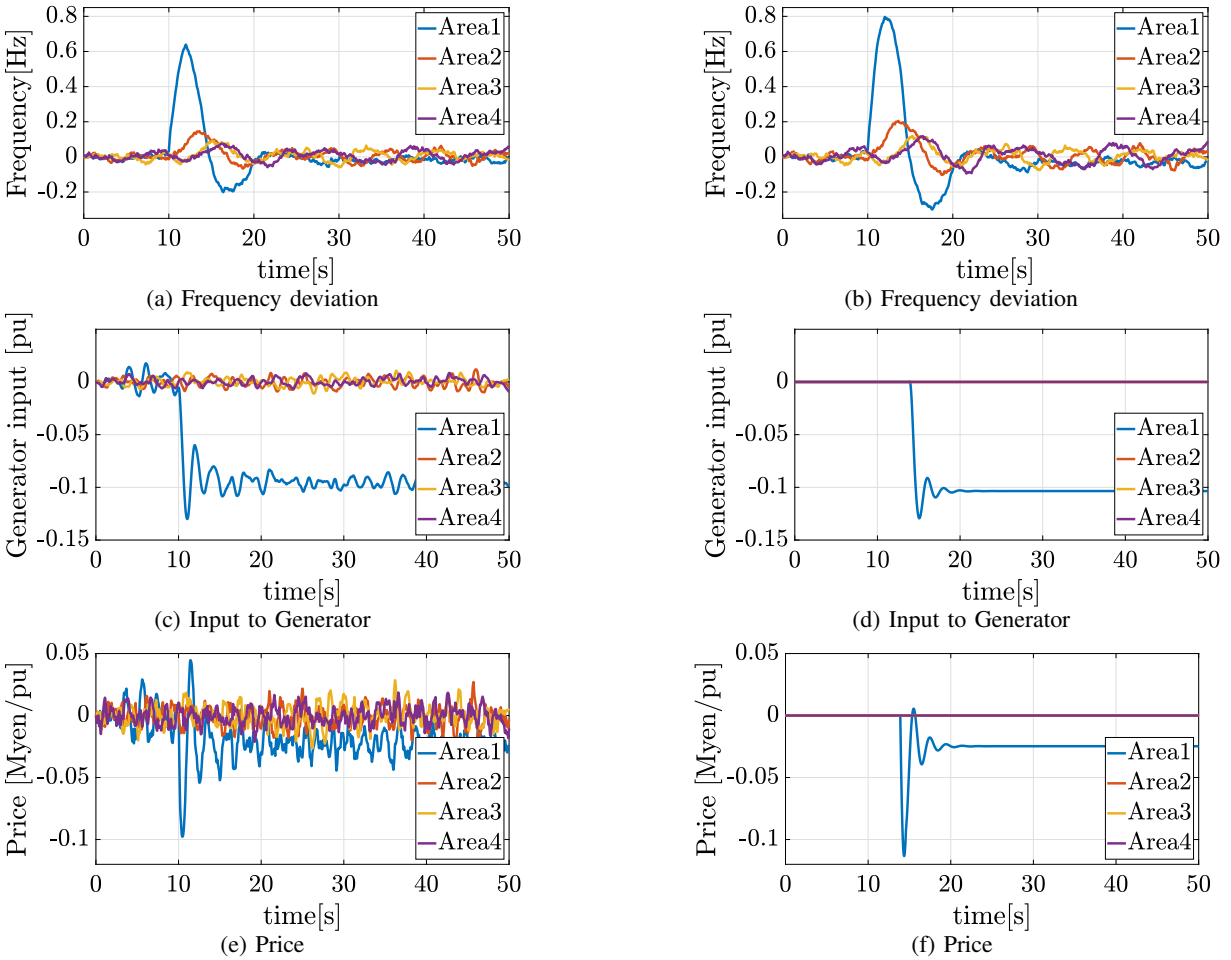 Frequency[Hz]
0.8
0.6
0.4
0.2
0
-0.2
0 10 20 30 40 50
time[s]
Area1
Area2
Area3
Area4
(a) Frequency deviation
Frequency[Hz]
0.8
0.6
0.4
0.2
0
-0.2
0 10 20 30 40 50
time[s]
Area1
Area2
Area3
Area4
(b) Frequency deviation
Generator input [pu]
0
-0.05
-0.1
-0.15
0 10 20 30 40 50
time[s]
Area1
Area2
Area3
Area4
(c) Input to Generator
Generator input [pu]
0
-0.05
-0.1
-0.15
0 10 20 30 40 50
time[s]
Area1
Area2
Area3
Area4
(d) Input to Generator
Price [Myen/pu]
0.05
0
-0.05
-0.1
0 10 20 30 40 50
time[s]
Area1
Area2
Area3
Area4
(e) Price
Price [Myen/pu]
0.05
0
-0.05
-0.1
0 10 20 30 40 50
time[s]
Area1
Area2
Area3
Area4
(f) Price